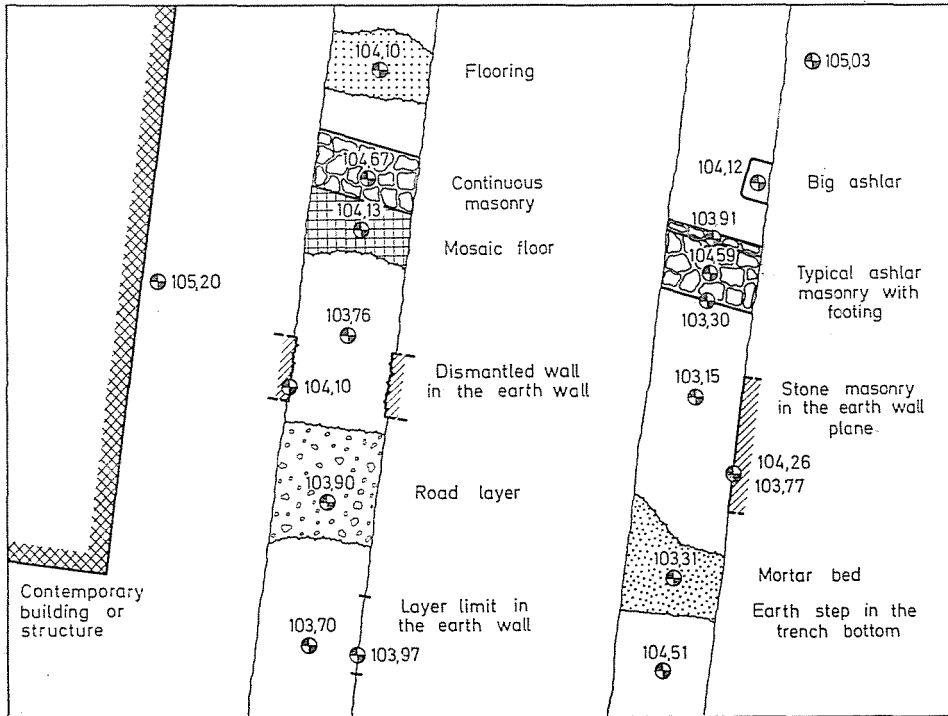 104,10
Flooring
104,67
Continuous
masonry
104,13
Mosaic floor
105,20
103,76
104,10
Dismantled wall
in the earth wall
103,90
Road layer
Contemporary
building or
structure
103,70
Layer limit in
the earth wall
103,97
105,03
104,12
Big ashlar
103,91
104,59
Typical ashlar
masonry with
footing
103,30
103,15
Stone masonry
in the earth wall
plane
104,26
103,77
103,31
Mortar bed
Earth step in the
trench bottom
104,51